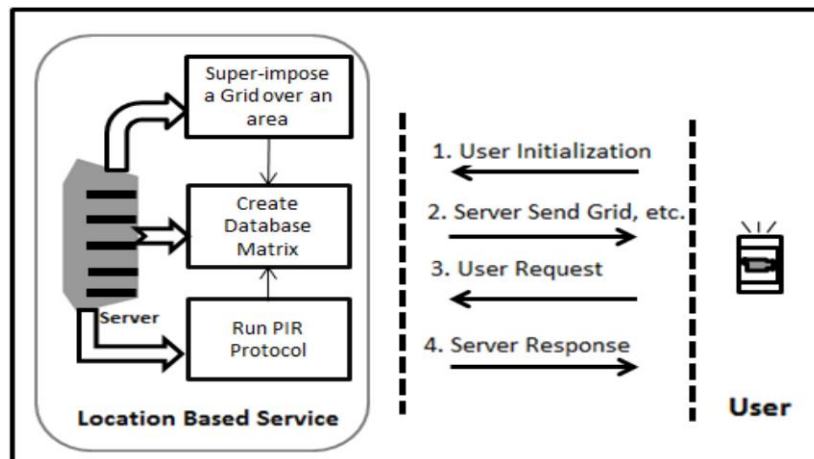 Super-impose
a Grid over an
area
Create
Database
Matrix
Server
Run PIR
Protocol
Location Based Service
1. User Initialization
2. Server Send Grid, etc.
3. User Request
4. Server Response
User